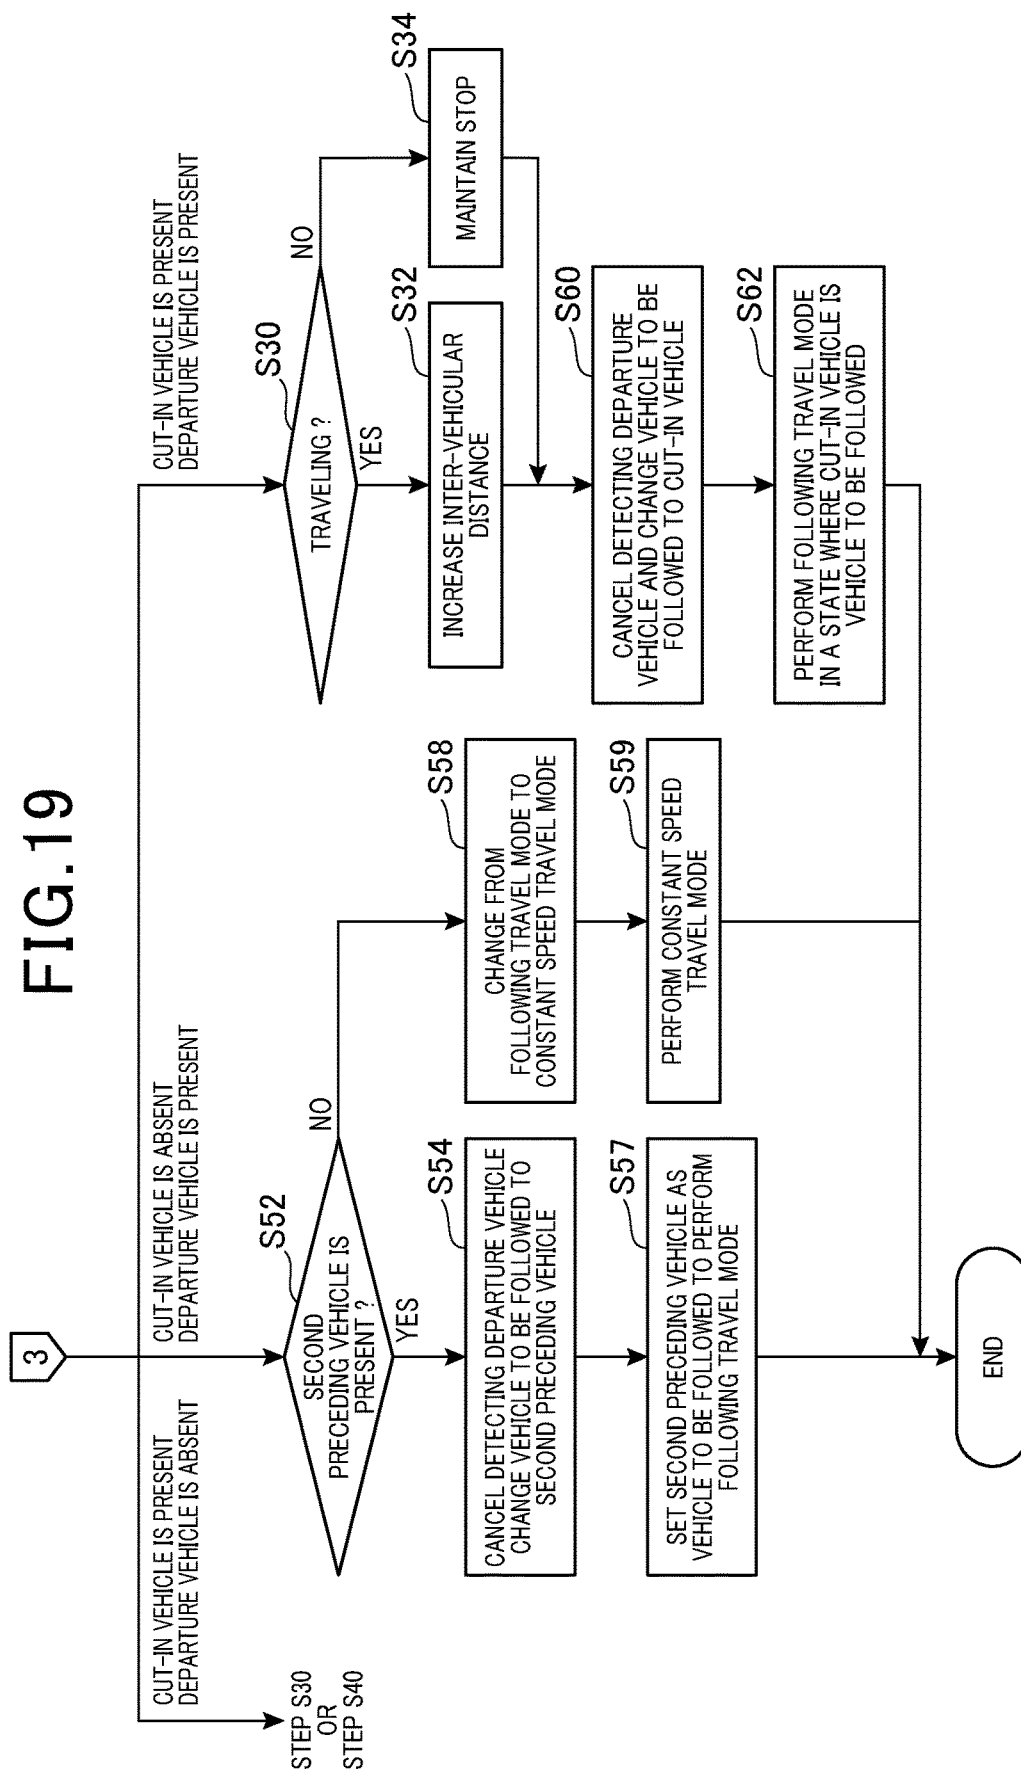 FIG.19
3
CUT-IN VEHICLE IS PRESENT
DEPARTURE VEHICLE IS ABSENT
CUT-IN VEHICLE IS ABSENT
DEPARTURE VEHICLE IS PRESENT
CUT-IN VEHICLE IS PRESENT
DEPARTURE VEHICLE IS PRESENT
STEP S30
OR
STEP S40
S52
SECOND
PRECEDING VEHICLE IS
PRESENT ?
NO
YES
S54
CANCEL DETECTING DEPARTURE VEHICLE
CHANGE VEHICLE TO BE FOLLOWED TO
SECOND PRECEDING VEHICLE
S57
SET SECOND PRECEDING VEHICLE AS
VEHICLE TO BE FOLLOWED TO PERFORM
FOLLOWING TRAVEL MODE
S58
CHANGE FROM
FOLLOWING TRAVEL MODE TO
CONSTANT SPEED TRAVEL MODE
S59
PERFORM CONSTANT SPEED
TRAVEL MODE
S30
TRAVELING ?
NO
YES
S32
INCREASE INTER-VEHICULAR
DISTANCE
S34
MAINTAIN STOP
S60
CANCEL DETECTING DEPARTURE
VEHICLE AND CHANGE VEHICLE TO BE
FOLLOWED TO CUT-IN VEHICLE
S62
PERFORM FOLLOWING TRAVEL MODE
IN A STATE WHERE CUT-IN VEHICLE IS
VEHICLE TO BE FOLLOWED
END